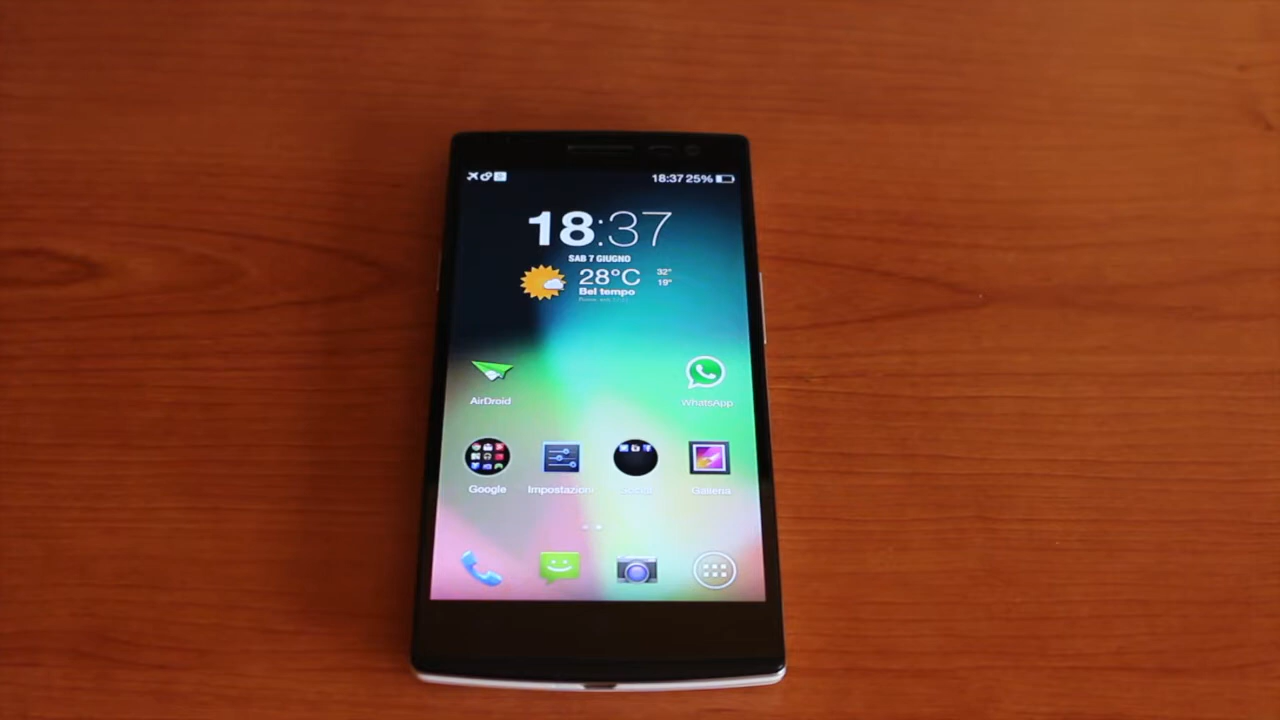 18:37 25%
18:37
SAB 7 GIUGNO
28°C
32°
19°
Bel tempo
AirDroid
WhatsApp
Google
Impostazioni
Galleria